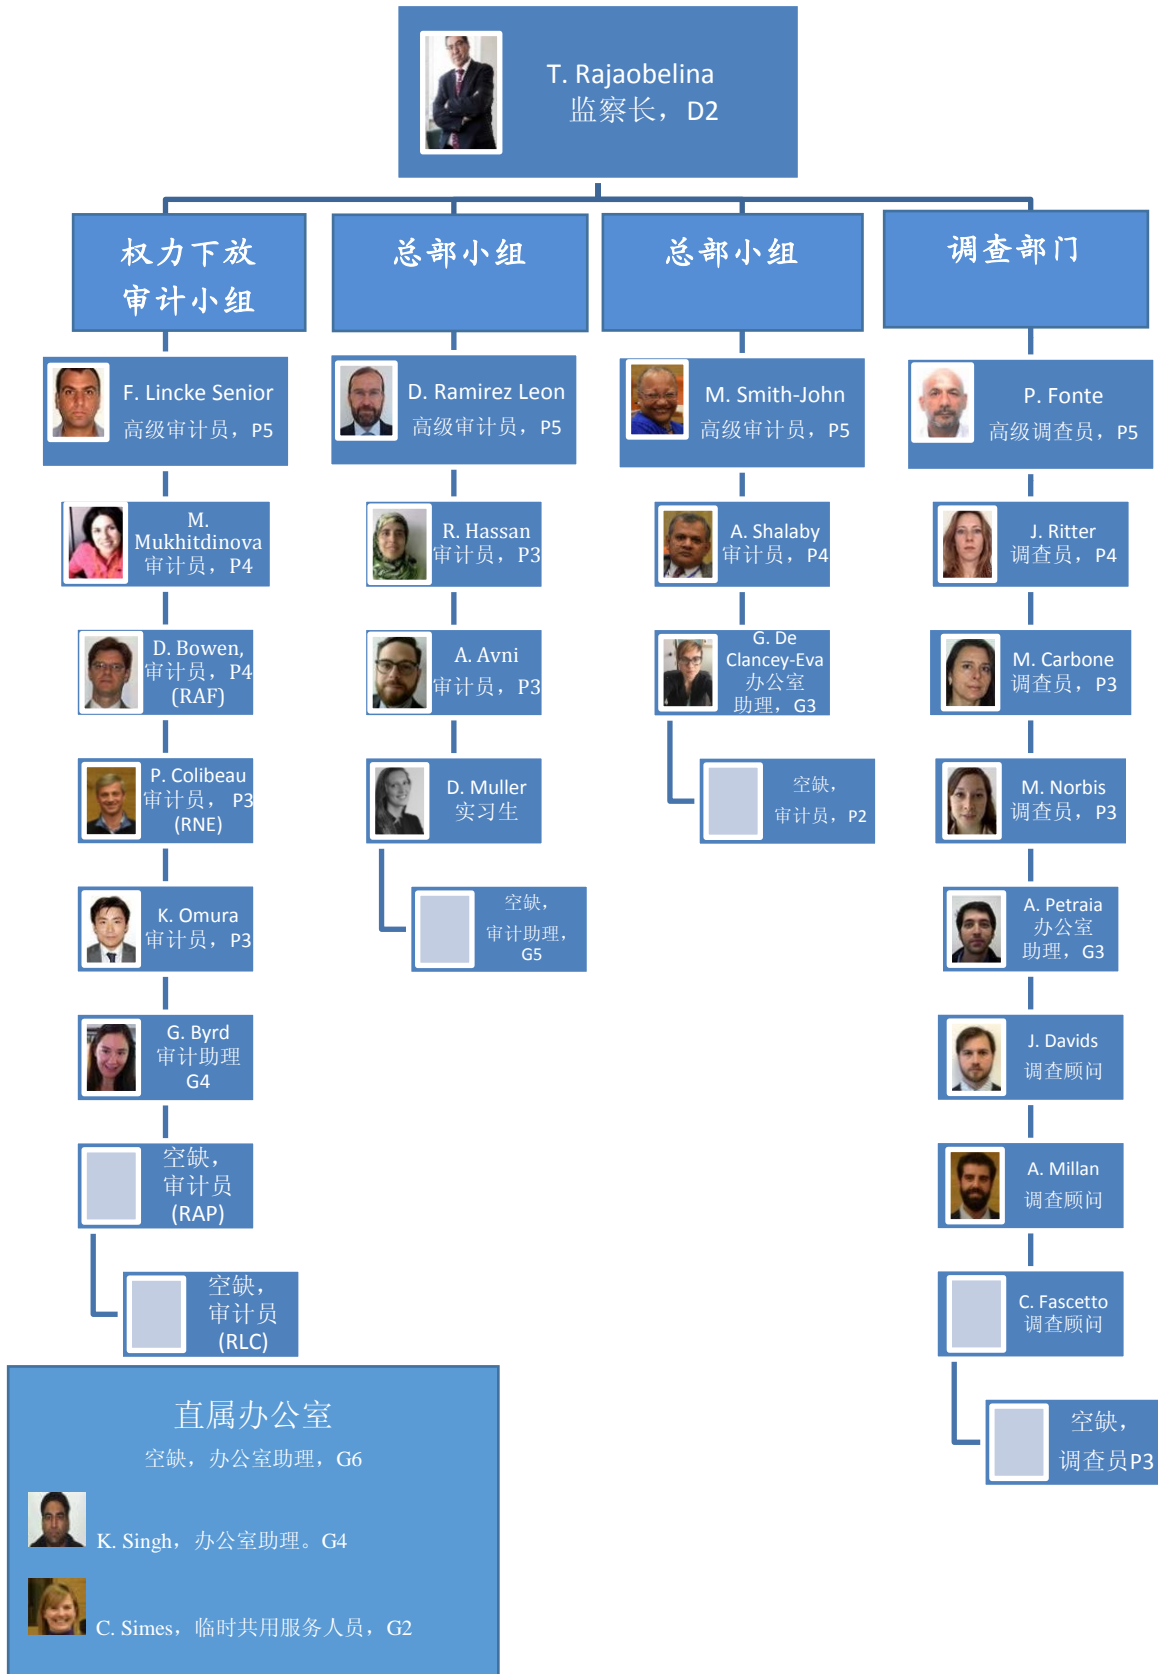 T. Rajaobelina
监察长，D2
权力下放
审计小组
总部小组
总部小组
调查部门
F. Lincke Senior
高级审计员，P5
M.
Mukhitdinova
审计员，P4
D. Bowen,
审计员，P4
(RAF)
P. Colibeau
审计员，P3
(RNE)
K. Omura
审计员，P3
G. Byrd
审计助理
G4
空缺，
审计员
(RAP)
空缺，
审计员
(RLC)
D. Ramirez Leon
高级审计员，P5
R. Hassan
审计员，P3
A. Avni
审计员，P3
D. Muller
实习生
空缺，
审计助理，
G5
M. Smith-John
高级审计员，P5
A. Shalaby
审计员，P4
G. De
Clancey-Eva
办公室
助理，G3
空缺，
审计员，P2
P. Fonte
高级调查员，P5
J. Ritter
调查员，P4
M. Carbone
调查员，P3
M. Norbis
调查员，P3
A. Petraia
办公室
助理，G3
J. Davids
调查顾问
A. Millan
调查顾问
C. Fascetto
调查顾问
空缺，
调查员P3
直属办公室
空缺，办公室助理，G6
K. Singh，办公室助理。G4
C. Simes，临时共用服务人员，G2